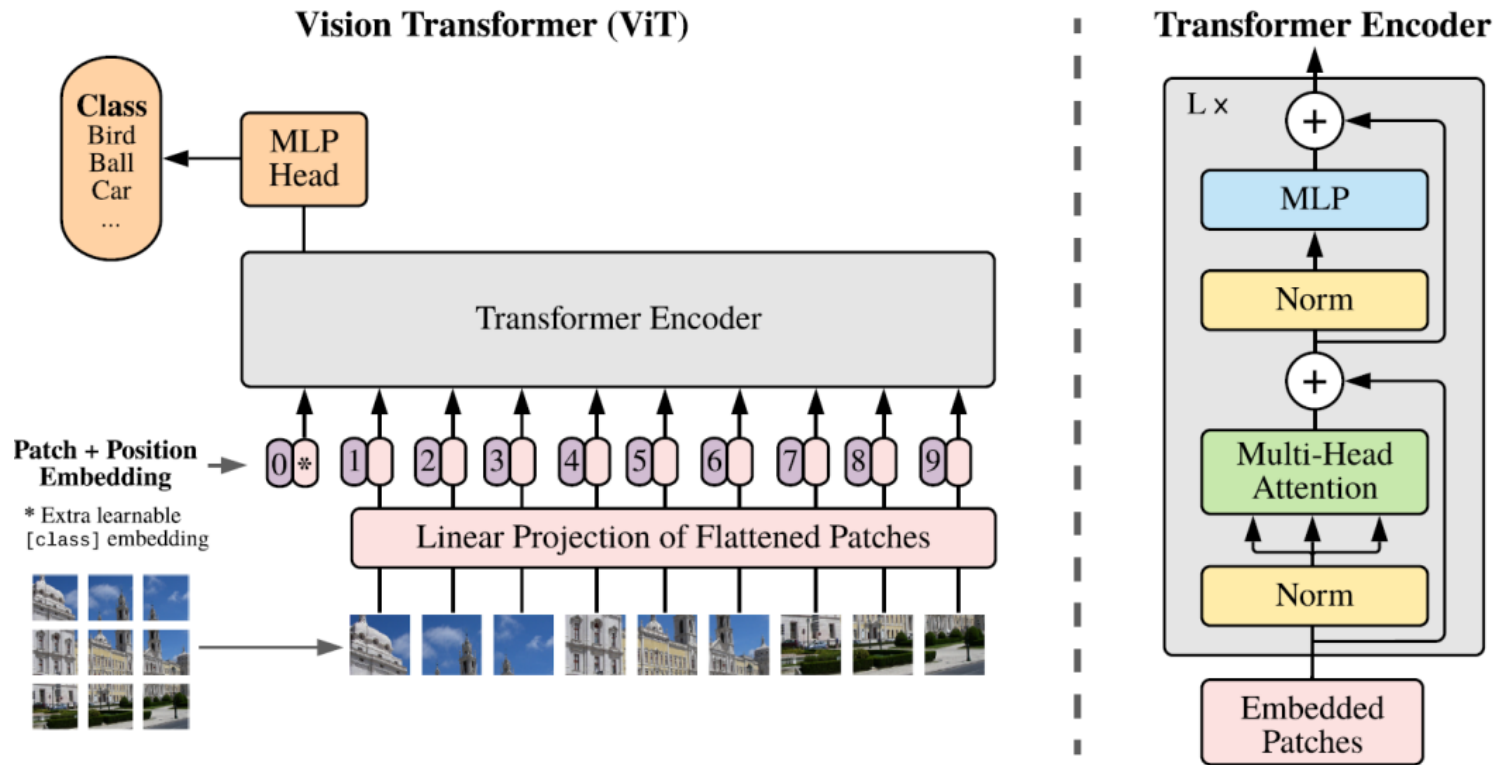 Vision Transformer (ViT)
Class
Bird
Ball
Car
...
MLP
Head
Transformer Encoder
Patch + Position
Embedding
* Extra learnable
[class] embedding
0 * 1 2 3 4 5 6 7 8 9
Linear Projection of Flattened Patches
Transformer Encoder
L ×
+
MLP
Norm
+
Multi-Head
Attention
Norm
Embedded
Patches